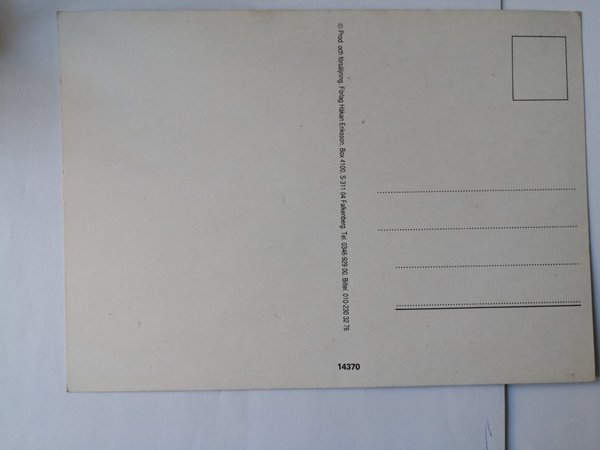 © Prod. och försäljning: Förlag Håkan Eriksson, Box 4100, S-311 04 Falkenberg. Tel. 0346-929 00. Biltel. 010-230 32 76
14370